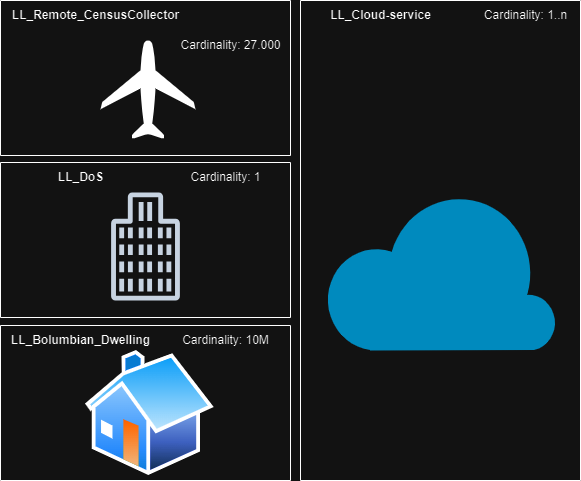 LL_Remote_CensusCollector
Cardinality: 27.000
LL_DoS Cardinality: 1
LL_Bolumbian_Dwelling Cardinality: 10M
LL_Cloud-service Cardinality: 1..n